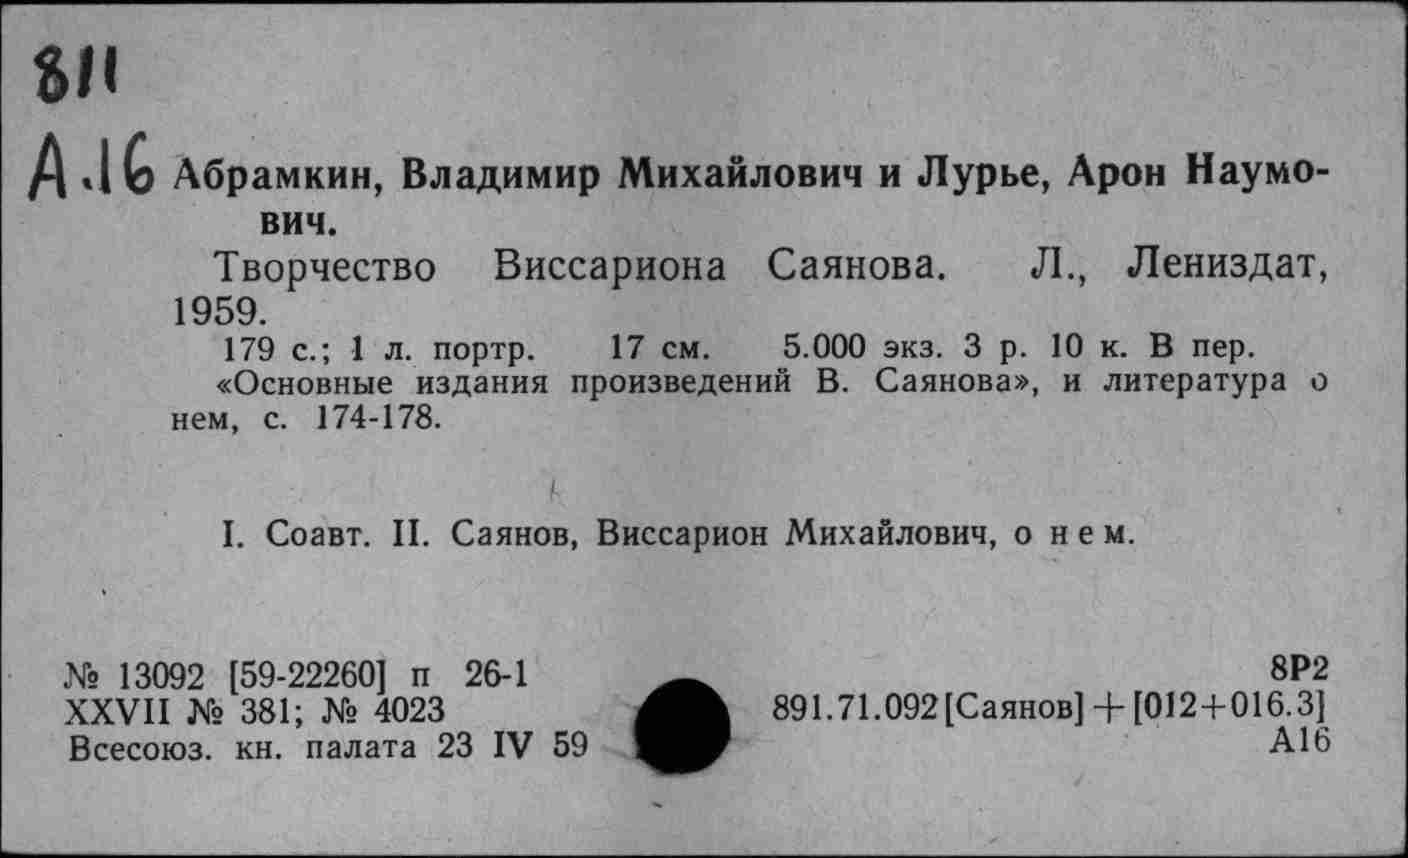 8И
А16 Абрамкин, Владимир Михайлович и Лурье, Арон Наумо-
вич.
Творчество Виссариона Саянова. Л., Лениздат,
1959.
179 с.; 1 л. портр. 17 см. 5.000 экз. 3 р. 10 к. В пер.
«Основные издания произведений В. Саянова», и литература о
нем, с. 174-178.
I. Соавт. II. Саянов, Виссарион Михайлович, о нем.
№ 13092 [59-22260] п 26-1
XXVII № 381; № 4023
Всесоюз. кн. палата 23 IV 59
8Р2
891.71.092[Саянов] + [012+016.3]
А16